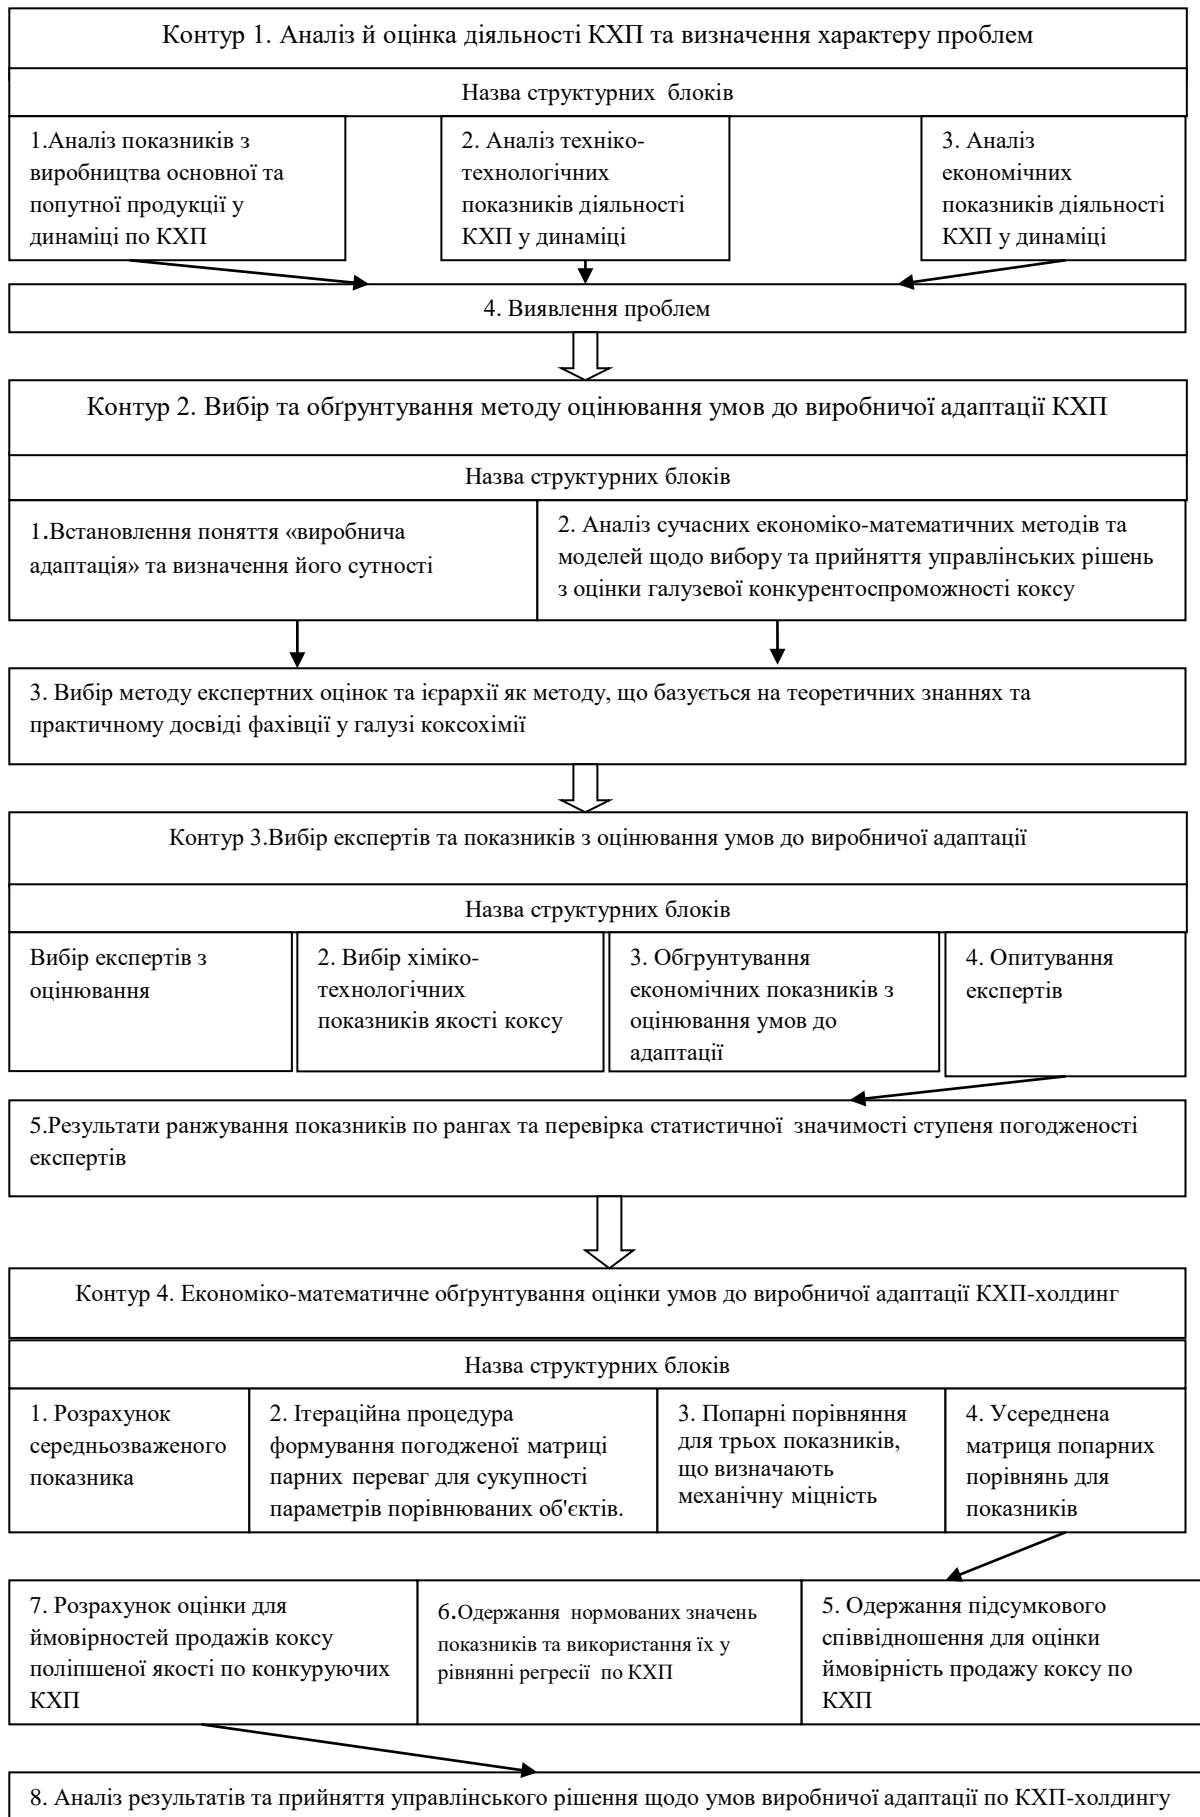 Контур 1. Аналіз й оцінка діяльності КХП та визначення характеру проблем
Назва структурних блоків
1.Аналіз показників з
виробництва основної та
попутної продукції у
динаміці по КХП
2. Аналіз техніко-
технологічних
показників діяльності
КХП у динаміці
3. Аналіз
економічних
показників діяльності
КХП у динаміці
4. Виявлення проблем
Контур 2. Вибір та обґрунтування методу оцінювання умов до виробничої адаптації КХП
Назва структурних блоків
1.Встановлення поняття «виробнича
адаптація» та визначення його сутності
2. Аналіз сучасних економіко-математичних методів та
моделей щодо вибору та прийняття управлінських рішень
з оцінки галузевої конкурентоспроможності коксу
3. Вибір методу експертних оцінок та ієрархії як методу, що базується на теоретичних знаннях та
практичному досвіді фахівції у галузі коксохімії
Контур 3.Вибір експертів та показників з оцінювання умов до виробничої адаптації
Назва структурних блоків
Вибір експертів з
оцінювання
2. Вибір хіміко-
технологічних
показників якості коксу
3. Обгрунтування
економічних показників з
оцінювання умов до
адаптації
4. Опитування
експертів
5.Результати ранжування показників по рангах та перевірка статистичної значимості ступеня погодженості
експертів
Контур 4. Економіко-математичне обґрунтування оцінки умов до виробничої адаптації КХП-холдинг
Назва структурних блоків
1. Розрахунок
середньозваженого
показника
2. Ітераційна процедура
формування погодженої матриці
парних переваг для сукупності
параметрів порівнюваних об'єктів.
3. Попарні порівняння
для трьох показників,
що визначають
механічну міцність
4. Усереднена
матриця попарних
порівнянь для
показників
7. Розрахунок оцінки для
ймовірностей продажів коксу
поліпшеної якості по конкуруючих
КХП
6.Одержання нормованих значень
показників та використання їх у
рівнянні регресії по КХП
5. Одержання підсумкового
співвідношення для оцінки
ймовірність продажу коксу по
КХП
8. Аналіз результатів та прийняття управлінського рішення щодо умов виробничої адаптації по КХП-холдингу